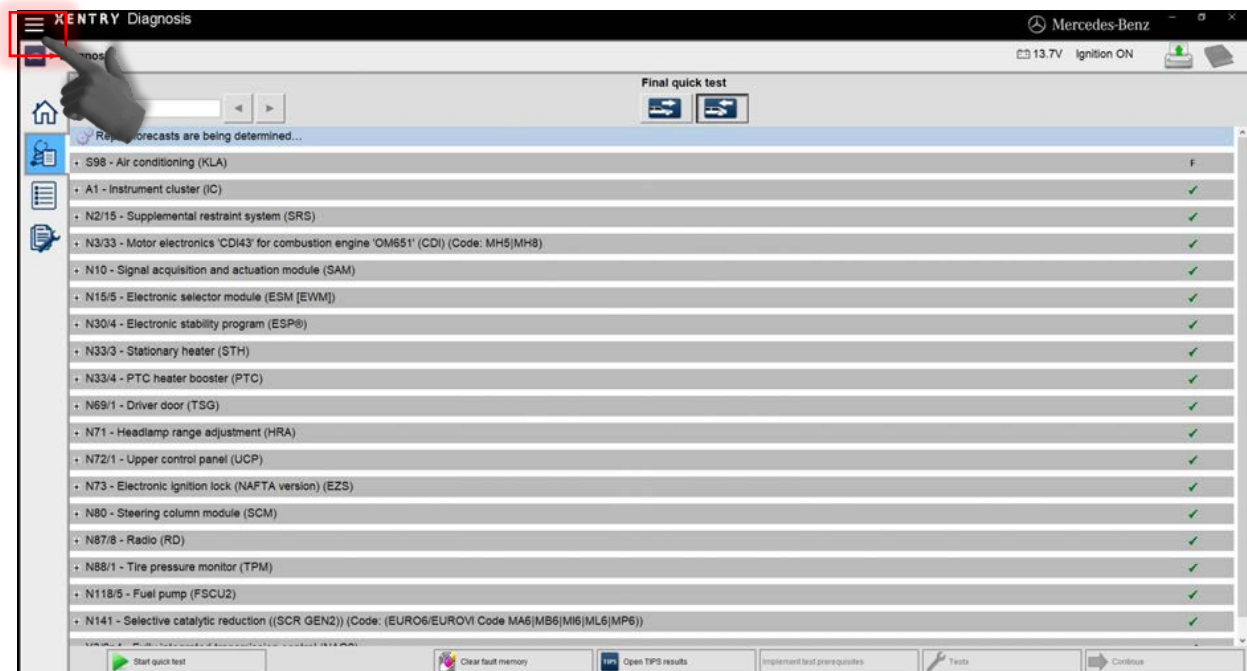 XENTRY Diagnosis
Mercedes-Benz
13.7V Ignition ON
Final quick test
forecasts are being determined...
+ S98 - Air conditioning (KLA) F
+ A1 - Instrument cluster (IC) ✓
+ N2/15 - Supplemental restraint system (SRS) ✓
+ N3/33 - Motor electronics 'CDI43' for combustion engine 'OM651' (CDI) (Code: MH5|MH8) ✓
+ N10 - Signal acquisition and actuation module (SAM) ✓
+ N15/5 - Electronic selector module (ESM [EWM]) ✓
+ N30/4 - Electronic stability program (ESP®) ✓
+ N33/3 - Stationary heater (STH) ✓
+ N33/4 - PTC heater booster (PTC) ✓
+ N69/1 - Driver door (TSG) ✓
+ N71 - Headlamp range adjustment (HRA) ✓
+ N72/1 - Upper control panel (UCP) ✓
+ N73 - Electronic ignition lock (NAFTA version) (EZS) ✓
+ N80 - Steering column module (SCM) ✓
+ N87/8 - Radio (RD) ✓
+ N88/1 - Tire pressure monitor (TPM) ✓
+ N118/5 - Fuel pump (FSCU2) ✓
+ N141 - Selective catalytic reduction ((SCR GEN2)) (Code: (EURO6/EUROVI Code MA6|MB6|MI6|ML6|MP6)) ✓
Start quick test
Clear fault memory
TIPS Open TIPS results
Implement test prerequisites
Tests
Continue